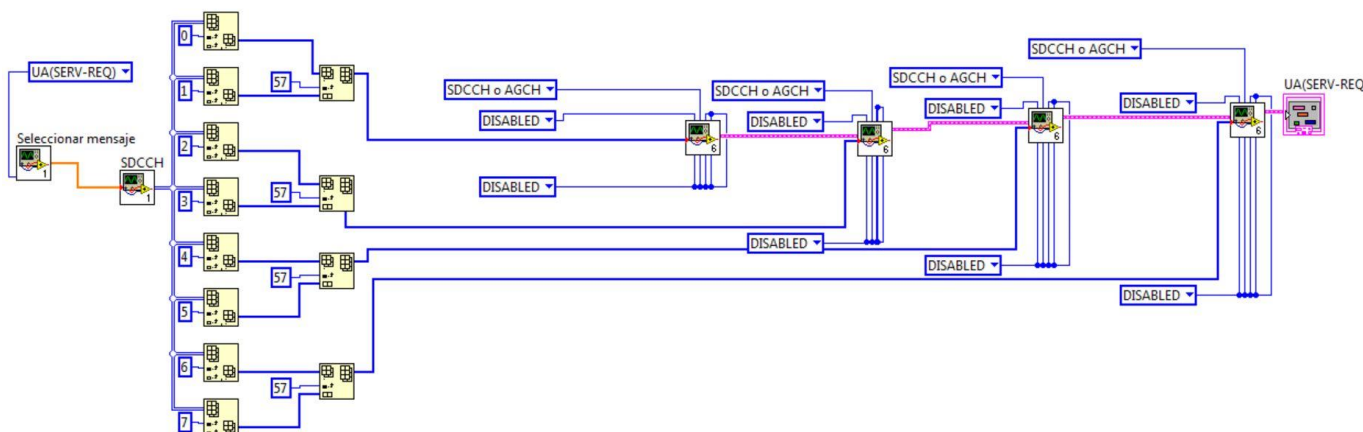 UA(SERV-REQ)
Seleccionar mensaje
1
SDCCH
1
0
1
57
2
3
57
4
5
57
6
7
57
SDCCH o AGCH
DISABLED
6
DISABLED
SDCCH o AGCH
DISABLED
6
DISABLED
SDCCH o AGCH
DISABLED
6
DISABLED
SDCCH o AGCH
DISABLED
6
DISABLED
UA(SERV-REQ